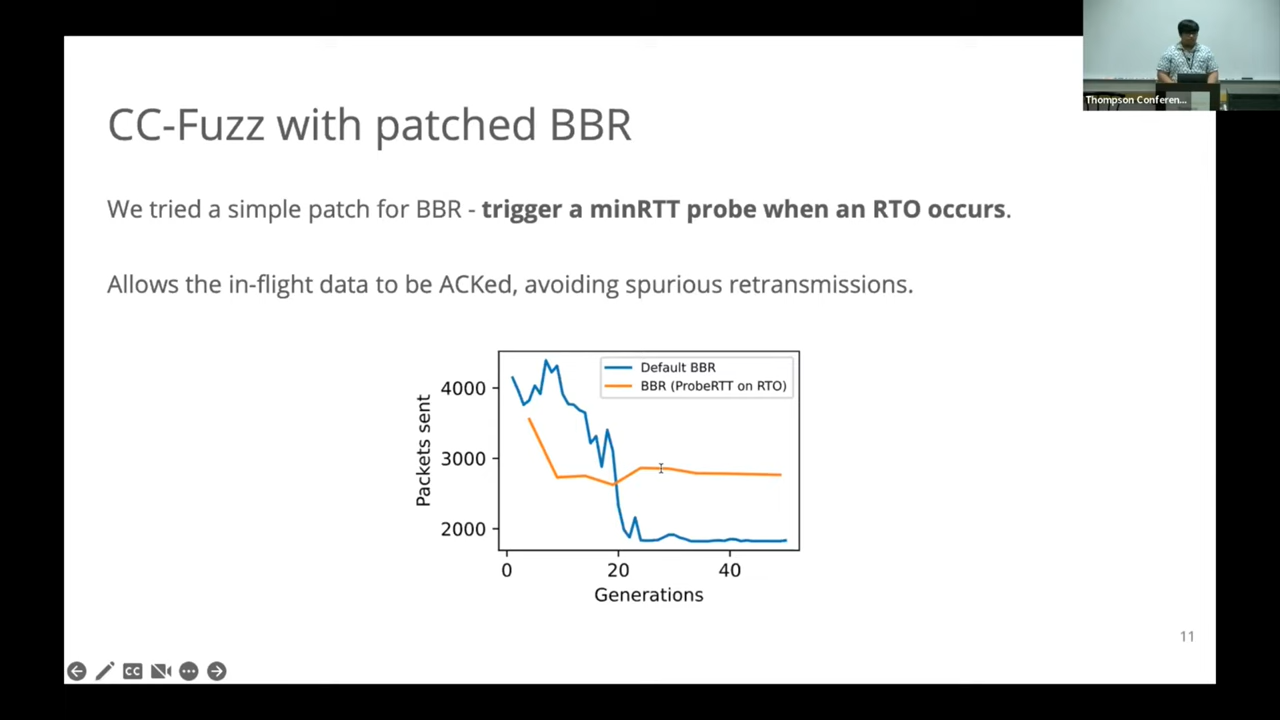 Thompson Conferen...
CC-Fuzz with patched BBR
We tried a simple patch for BBR - trigger a minRTT probe when an RTO occurs.
Allows the in-flight data to be ACKed, avoiding spurious retransmissions.
Default BBR
BBR (ProbeRTT on RTO)
Packets sent
4000
3000
2000
0 20 40
Generations
11
CC